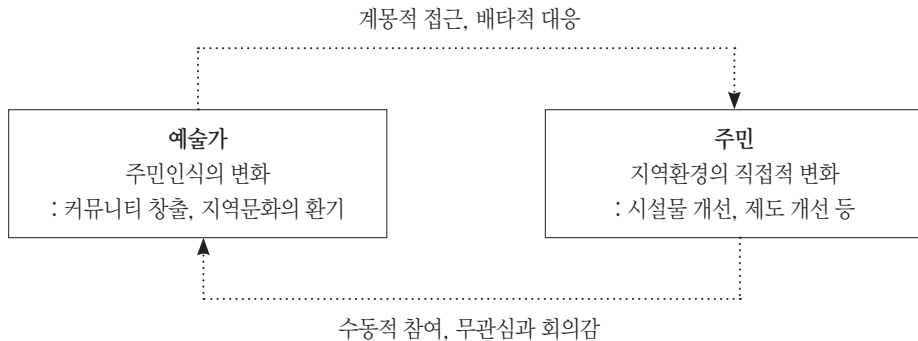 계몽적 접근, 배타적 대응
예술가
주민인식의 변화
: 커뮤니티 창출, 지역문화의 환기
주민
지역환경의 직접적 변화
: 시설물 개선, 제도 개선 등
수동적 참여, 무관심과 회의감